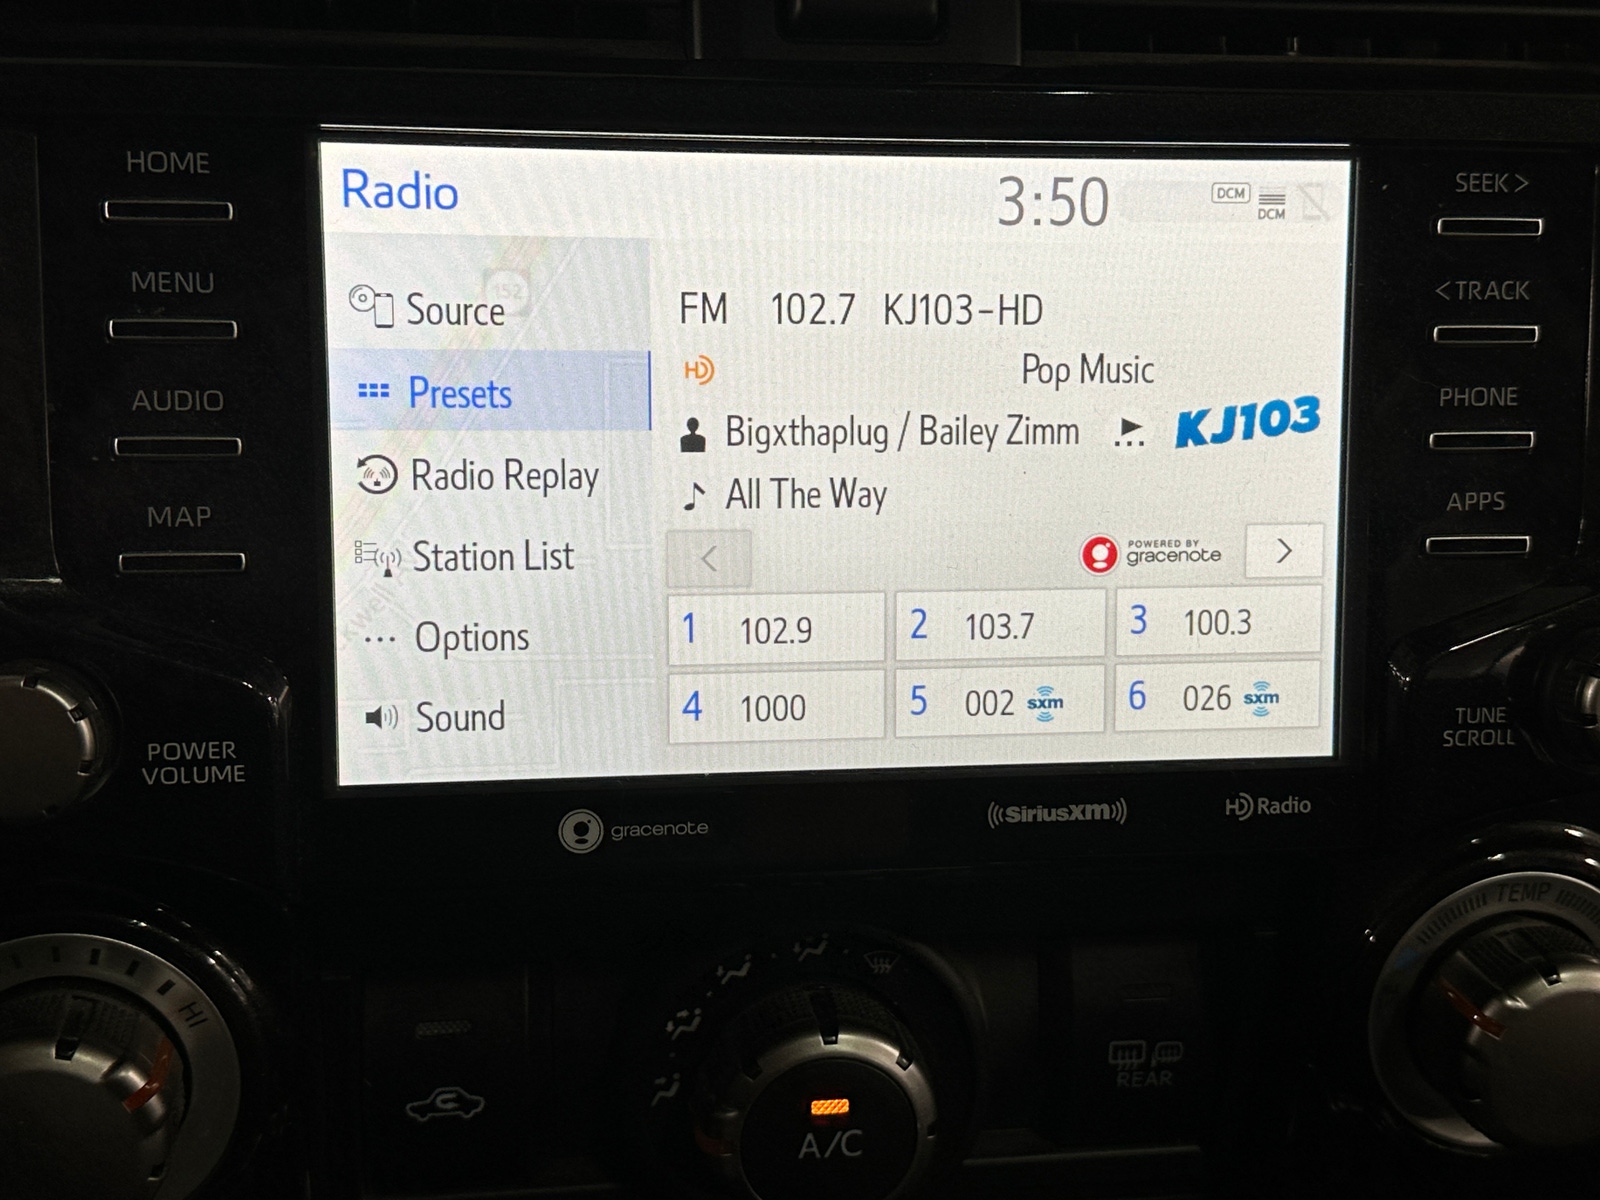 HOME
MENU
AUDIO
MAP
POWER
VOLUME
Radio
3:50
DCM
DCM
152
Source
Presets
Radio Replay
Station List
Options
Sound
FM 102.7 KJ103-HD
HD
Pop Music
Bigxthaplug / Bailey Zimm
KJ103
All The Way
<
POWERED BY
gracenote
>
1 102.9
2 103.7
3 100.3
4 1000
5 002 sxm
6 026 sxm
SEEK >
< TRACK
PHONE
APPS
TUNE
SCROLL
gracenote
((SiriusXM))
HD Radio
HI
TEMP
REAR
A/C